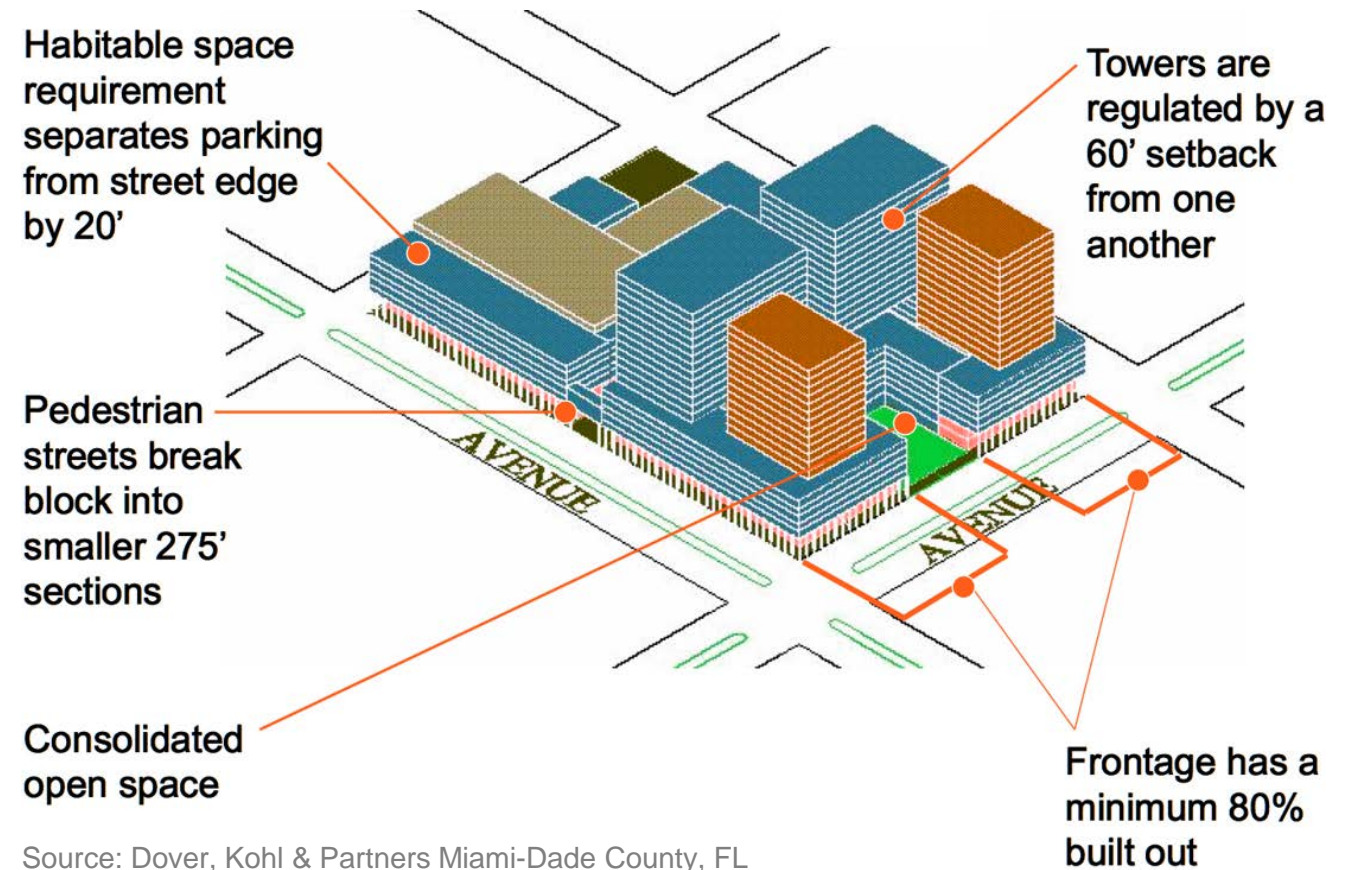 Habitable space
requirement
separates parking
from street edge
by 20’
Towers are
regulated by a
60’ setback
from one
another
Pedestrian
streets break
block into
smaller 275’
sections
AVENUE
AVENUE
Consolidated
open space
Frontage has a
minimum 80%
built out
Source: Dover, Kohl & Partners Miami-Dade County, FL